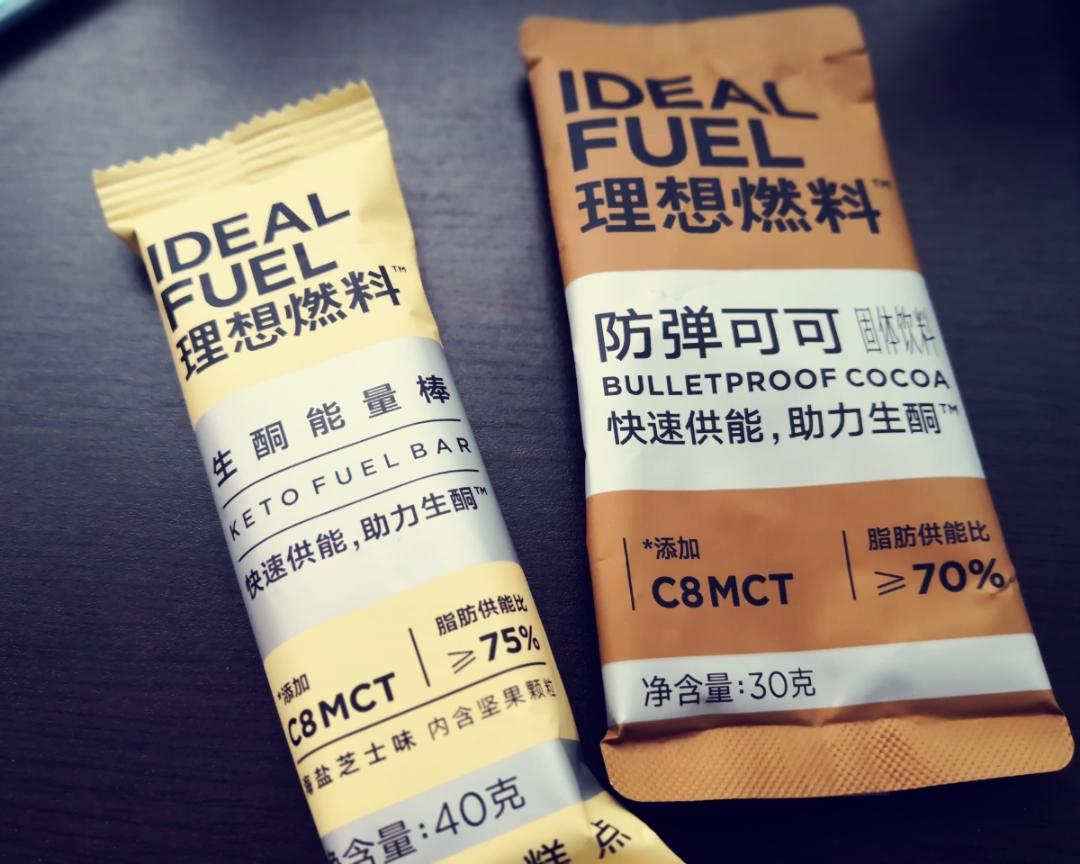 IDEAL
FUEL
理想燃料™
生酮能量棒
KETO FUEL BAR
快速供能,助力生酮™
*添加
C8MCT
脂肪供能比
≥75%
海盐芝士味 内含坚果颗粒
净含量:40克
糕点
IDEAL
FUEL
理想燃料™
防弹可可 固体饮料
BULLETPROOF COCOA
快速供能,助力生酮™
*添加
C8MCT
脂肪供能比
≥70%
净含量:30克